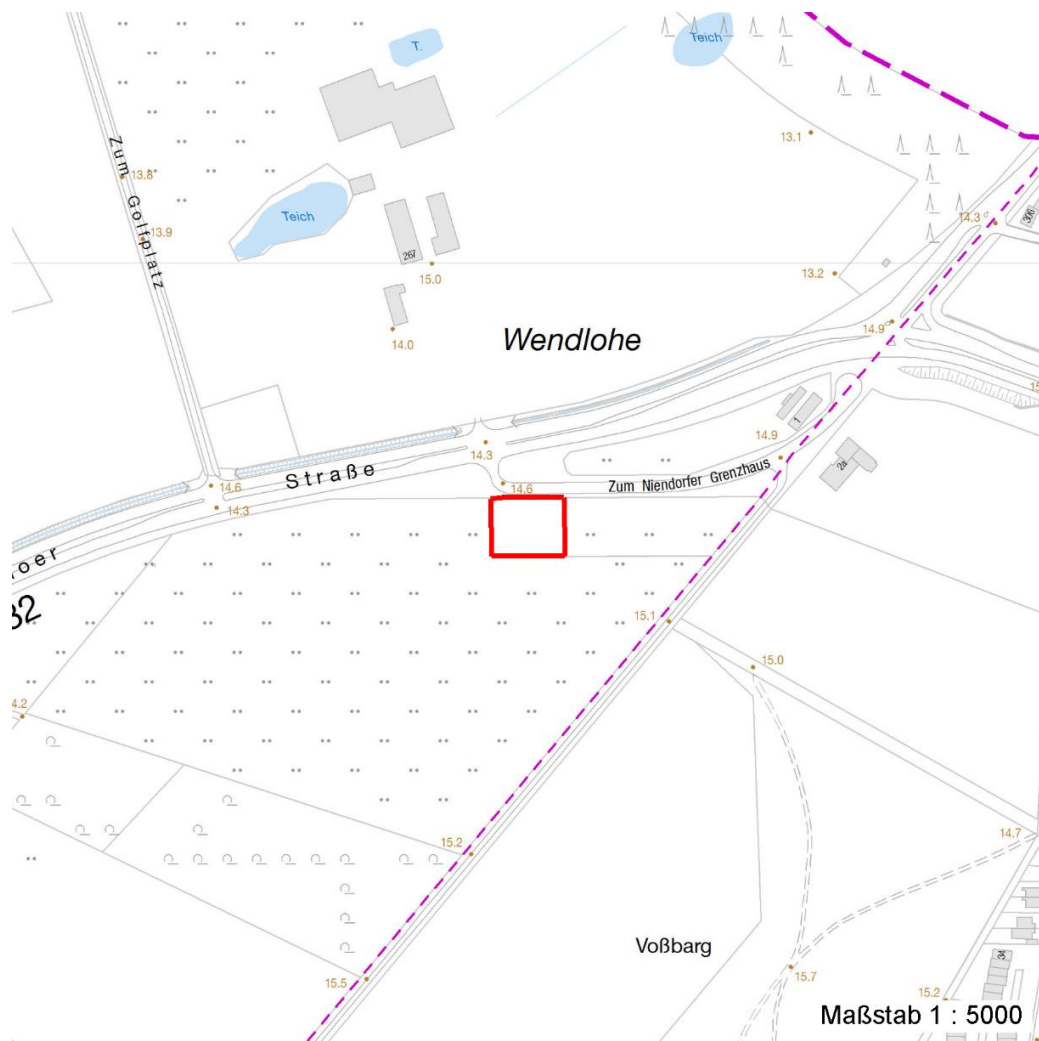 T.
Teich
13.1
Zum Golfplatz
13.8
Teich
14.3
306
13.9
267
15.0
13.2
14.9
14.0
Wendlohe
1
14.3
14.9
2a
Straße
14.6
14.6
Zum Niendorfer Grenzhaus
14.3
oer
32
15.1
15.0
4.2
14.7
15.2
Voßbarg
34
15.5
15.7
15.2
Maßstab 1 : 5000